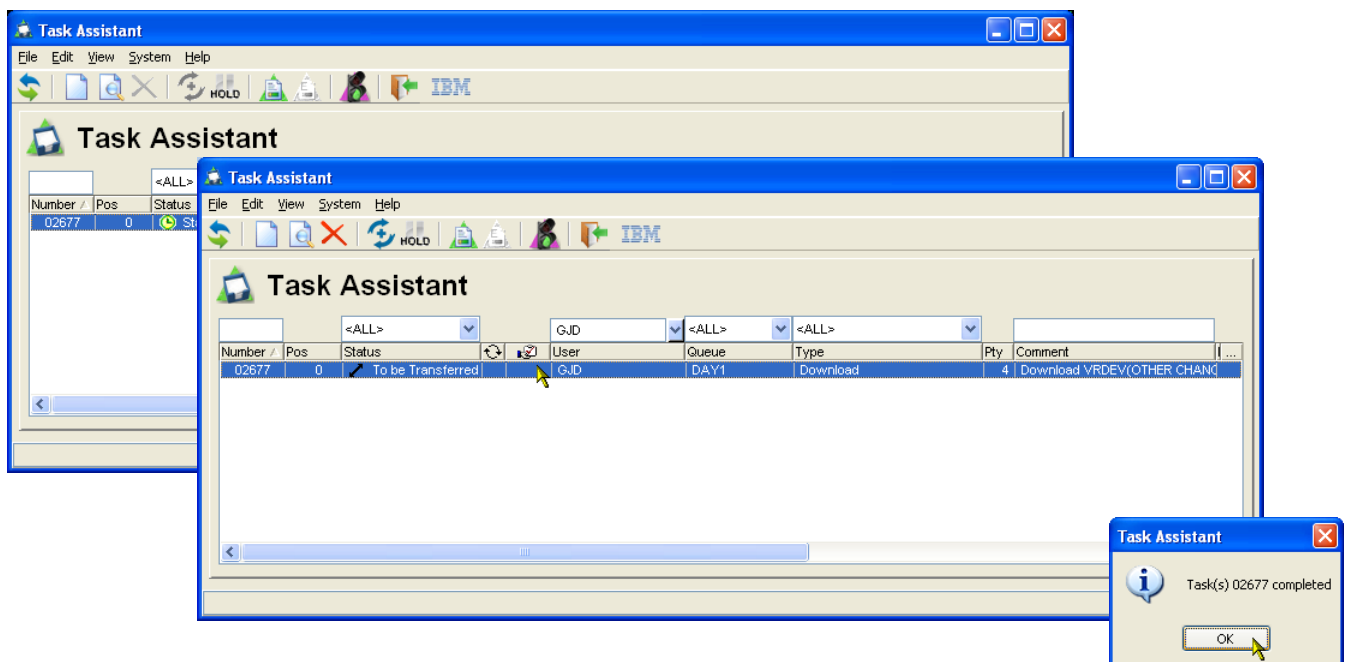 Task Assistant
File Edit View System Help
HOLD IBM
Task Assistant
<ALL>
Number Pos Status
02677 0
Task Assistant
File Edit View System Help
HOLD IBM
Task Assistant
<ALL> GJD <ALL> <ALL>
Number Pos Status User Queue Type Pty Comment ...
02677 0 To be Transferred GJD DAY1 Download 4 Download VRDEV(OTHER CHANG
Task Assistant
Task(s) 02677 completed
OK